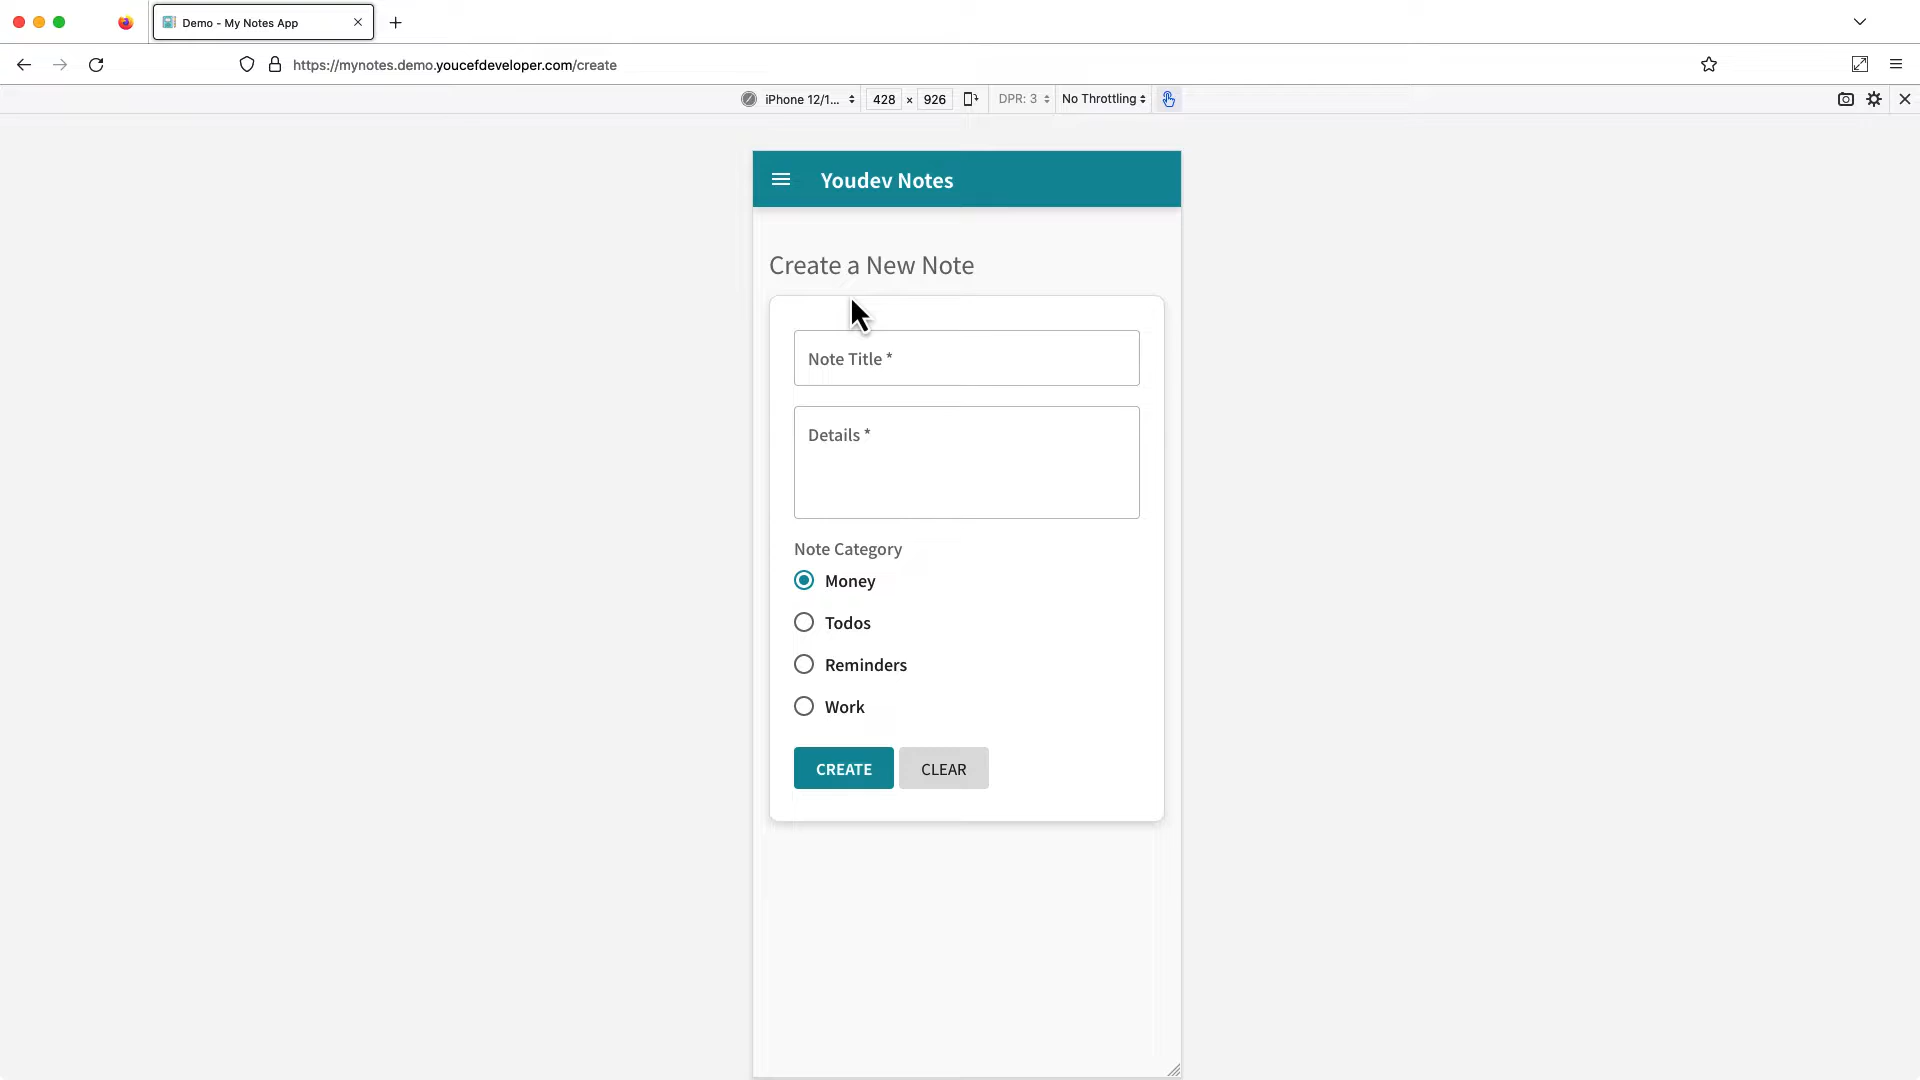 Demo - My Notes App
https://mynotes.demo.youcefdeveloper.com/create
iPhone 12/1... 428 × 926 DPR: 3 No Throttling
Youdev Notes
Create a New Note
Note Title *
Details *
Note Category
Money
Todos
Reminders
Work
CREATE CLEAR